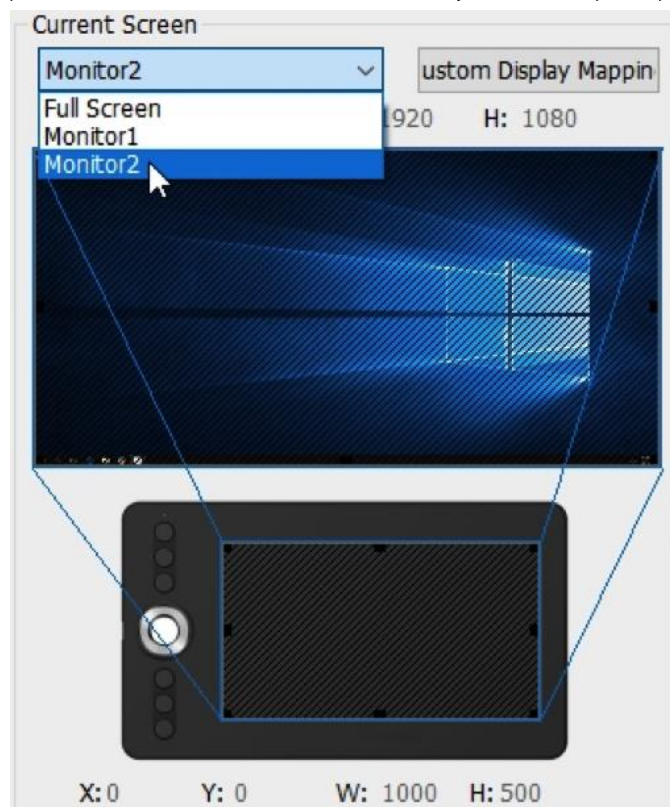 Current Screen
Monitor2 ustom Display Mappin
Full Screen
1920 H: 1080
Monitor1
Monitor2
X: 0 Y: 0 W: 1000 H: 500